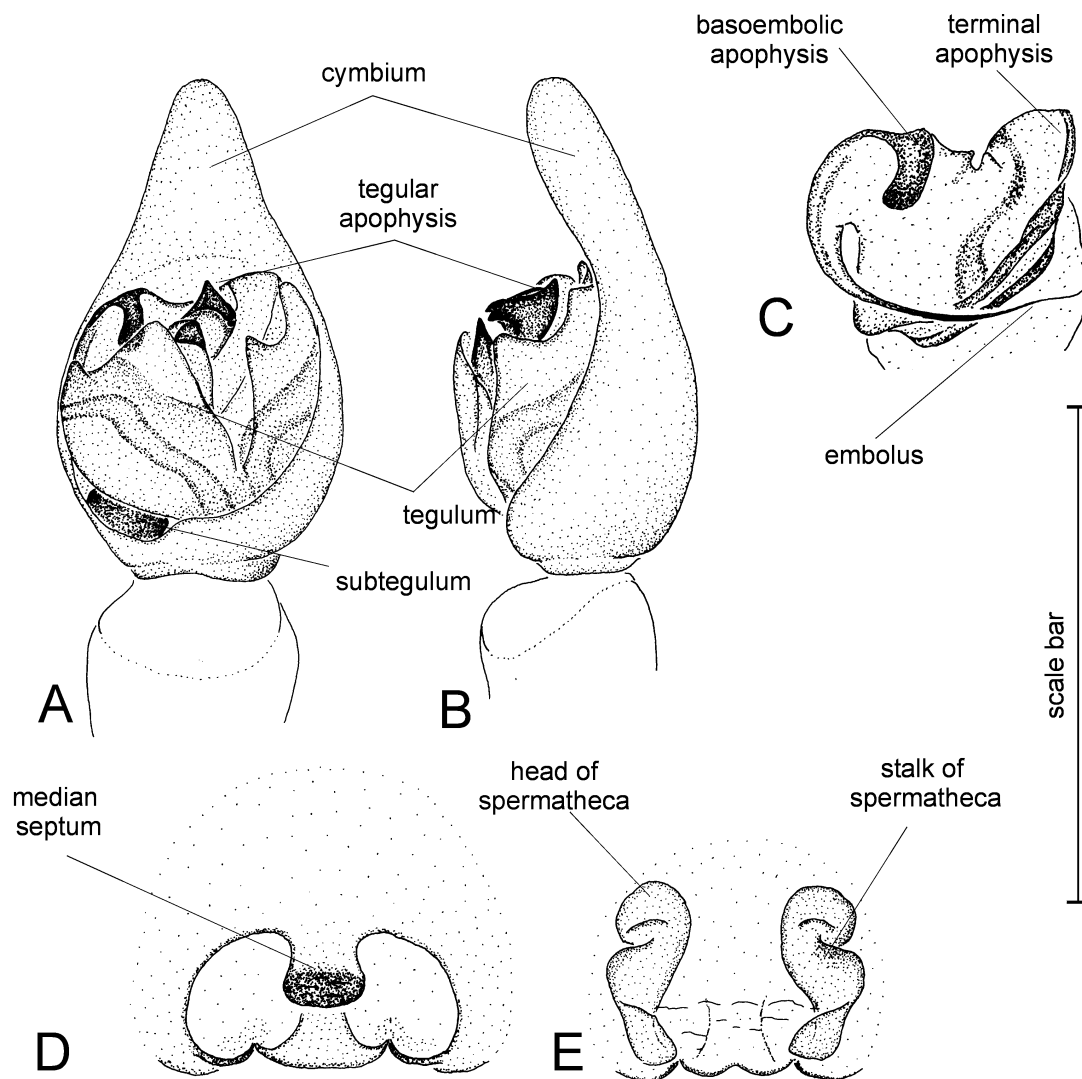 basoembolic
apophysis
terminal
apophysis
cymbium
tegular
apophysis
C
embolus
tegulum
subtegulum
A
B
scale bar
head of
spermatheca
stalk of
spermatheca
median
septum
D
E